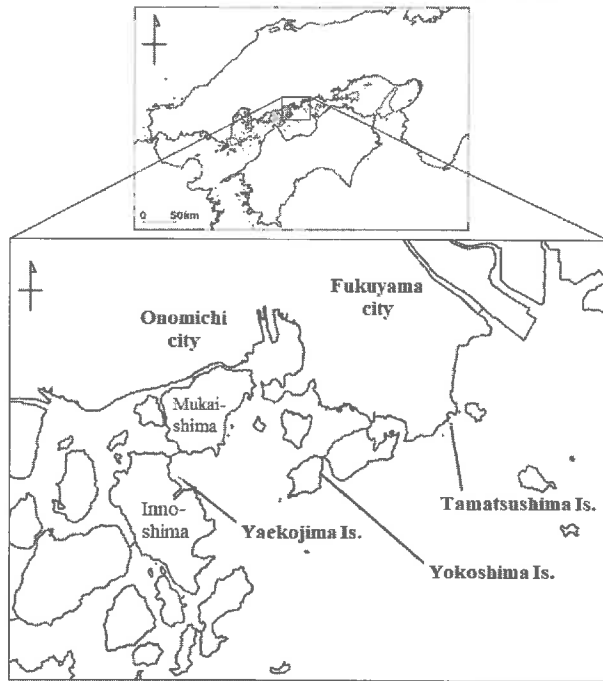 0 50km
Fukuyama
city
Onomichi
city
Mukai-
shima
Inno-
shima
Yaekojima Is.
Tamatsushima Is.
Yokoshima Is.